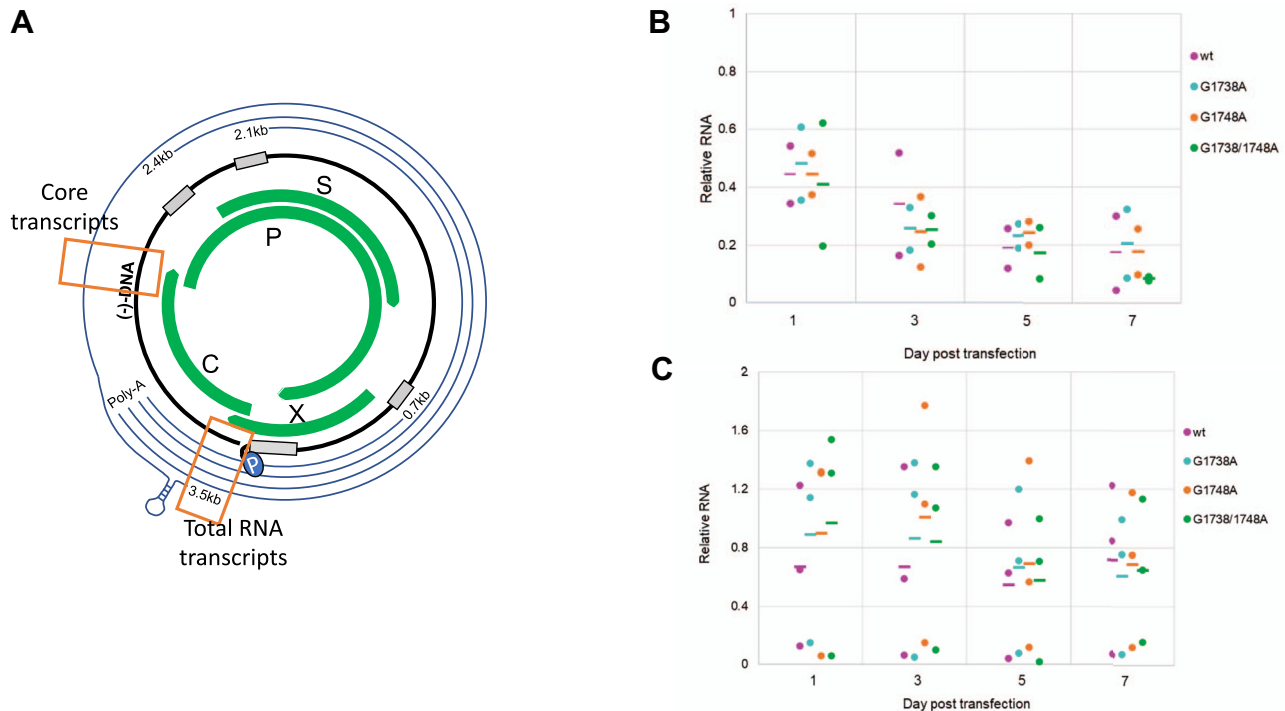 A
2.1kb
2.4kb
Core
transcripts
S
P
(-)-DNA
C
Poly-A
X
0.7kb
P
3.5kb
Total RNA
transcripts
B
1
0.8
0.6
0.4
0.2
0
Relative RNA
1
3
5
7
Day post transfection
wt
G1738A
G1748A
G1738/1748A
C
2
1.6
1.2
0.8
0.4
0
Relative RNA
1
3
5
7
Day post transfection
wt
G1738A
G1748A
G1738/1748A